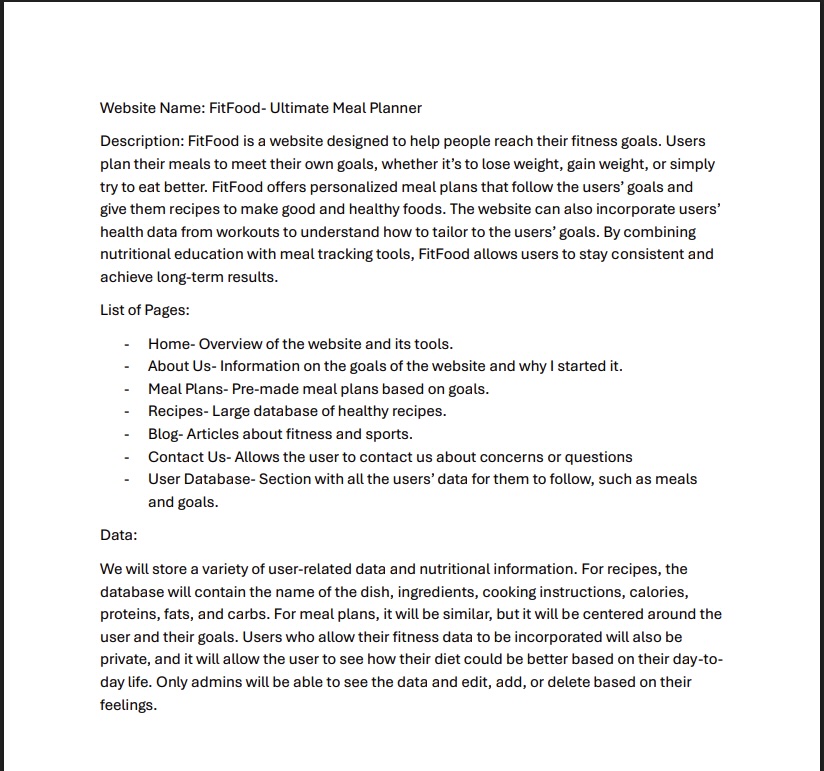 Website Name: FitFood- Ultimate Meal Planner
Description: FitFood is a website designed to help people reach their fitness goals. Users
plan their meals to meet their own goals, whether it’s to lose weight, gain weight, or simply
try to eat better. FitFood offers personalized meal plans that follow the users’ goals and
give them recipes to make good and healthy foods. The website can also incorporate users’
health data from workouts to understand how to tailor to the users’ goals. By combining
nutritional education with meal tracking tools, FitFood allows users to stay consistent and
achieve long-term results.
List of Pages:
- Home- Overview of the website and its tools.
- About Us- Information on the goals of the website and why I started it.
- Meal Plans- Pre-made meal plans based on goals.
- Recipes- Large database of healthy recipes.
- Blog- Articles about fitness and sports.
- Contact Us- Allows the user to contact us about concerns or questions
- User Database- Section with all the users’ data for them to follow, such as meals
and goals.
Data:
We will store a variety of user-related data and nutritional information. For recipes, the
database will contain the name of the dish, ingredients, cooking instructions, calories,
proteins, fats, and carbs. For meal plans, it will be similar, but it will be centered around the
user and their goals. Users who allow their fitness data to be incorporated will also be
private, and it will allow the user to see how their diet could be better based on their day-to-
day life. Only admins will be able to see the data and edit, add, or delete based on their
feelings.